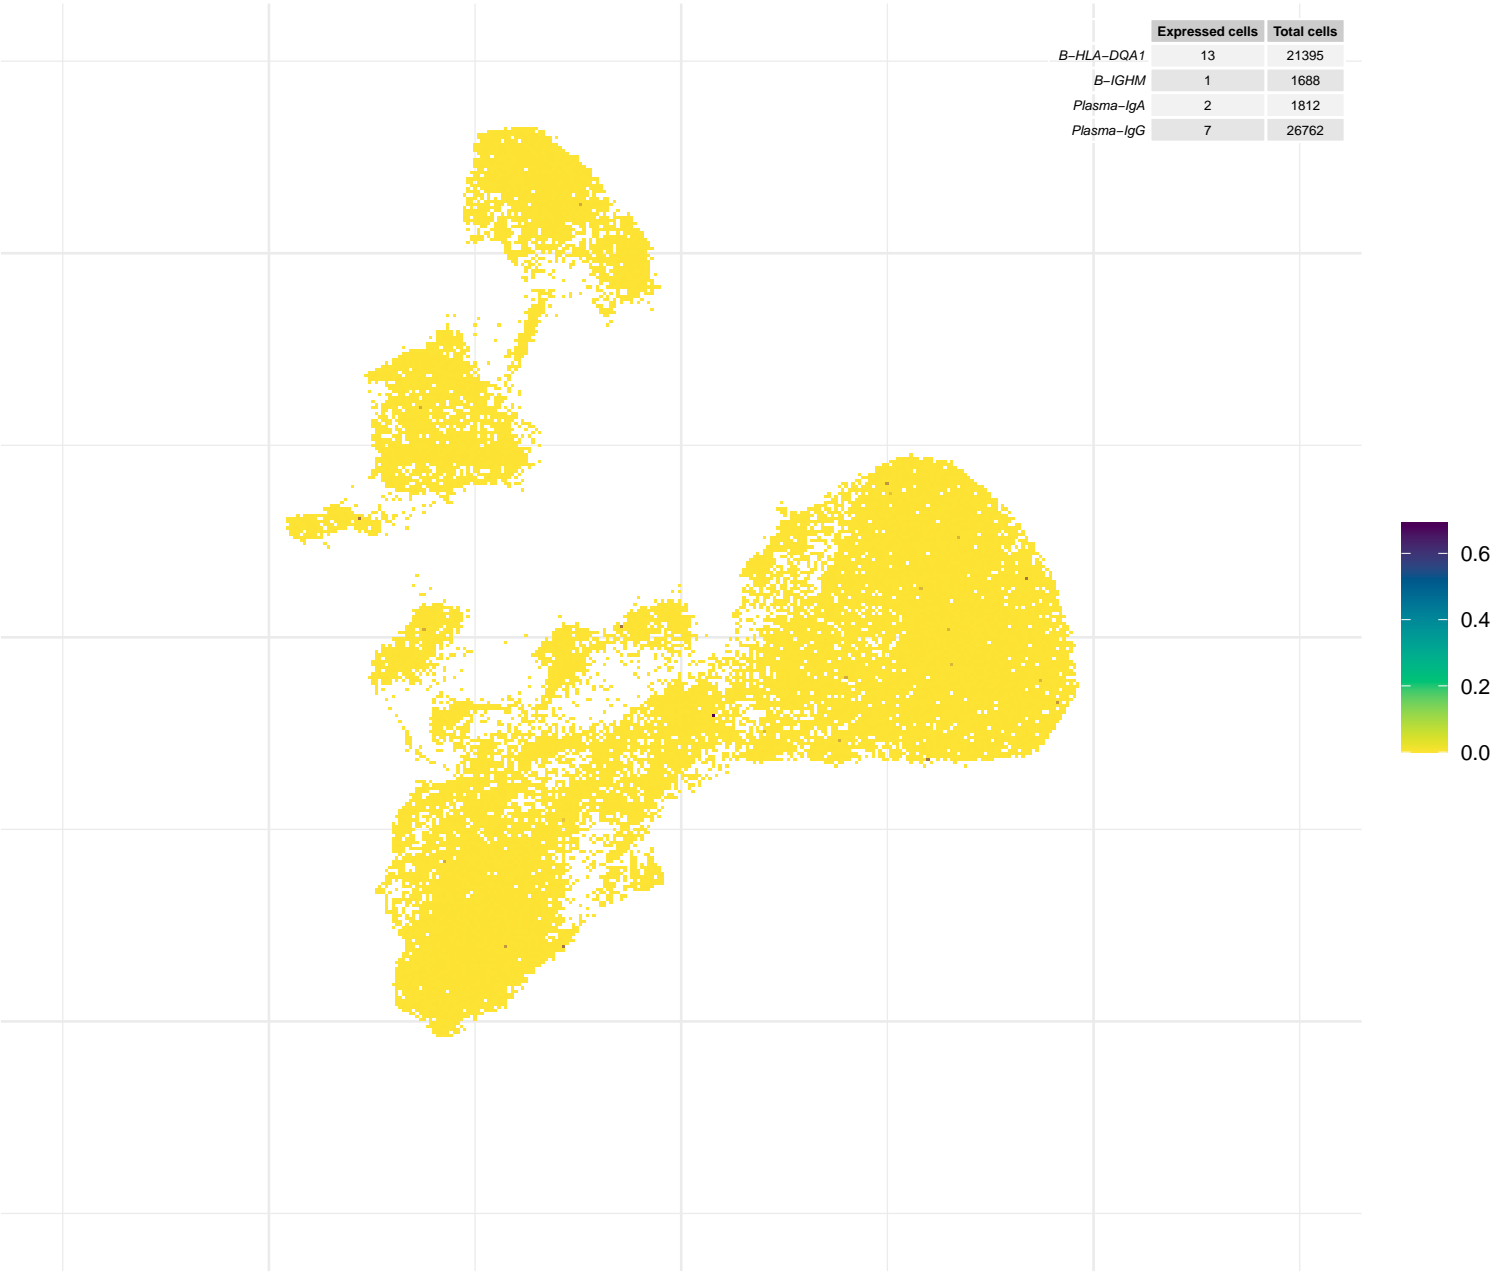 Expressed cells Total cells
B−HLA−DQA1 13 21395
B−IGHM 1 1688
Plasma−IgA 2 1812
Plasma−IgG 7 26762
0.6
0.4
0.2
0.0